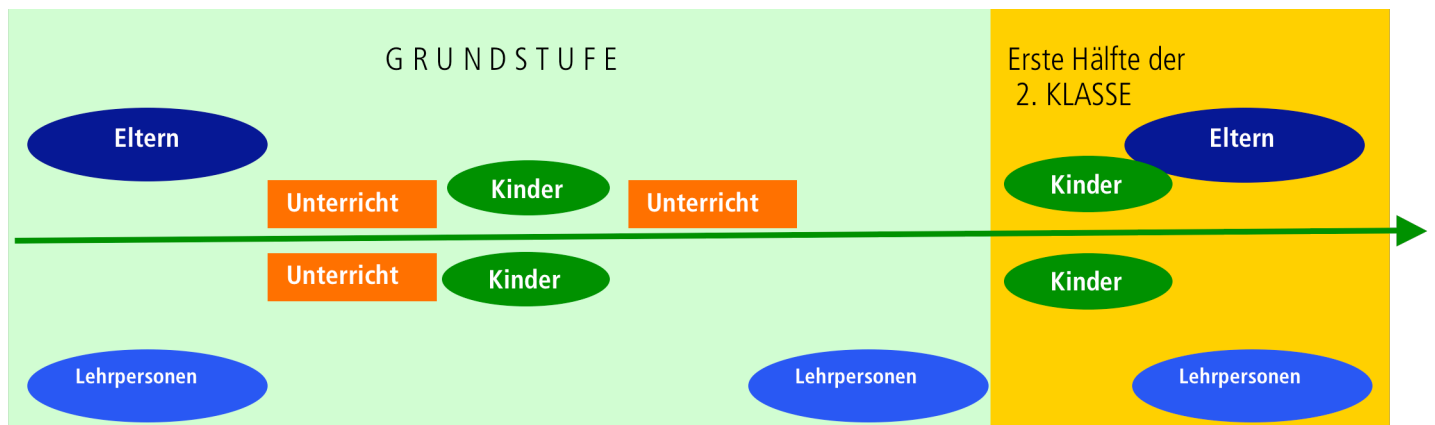 GRUNDSTUFE
Erste Hälfte der
2. KLASSE
Eltern
Eltern
Unterricht
Kinder
Unterricht
Kinder
Unterricht
Kinder
Kinder
Lehrpersonen
Lehrpersonen
Lehrpersonen